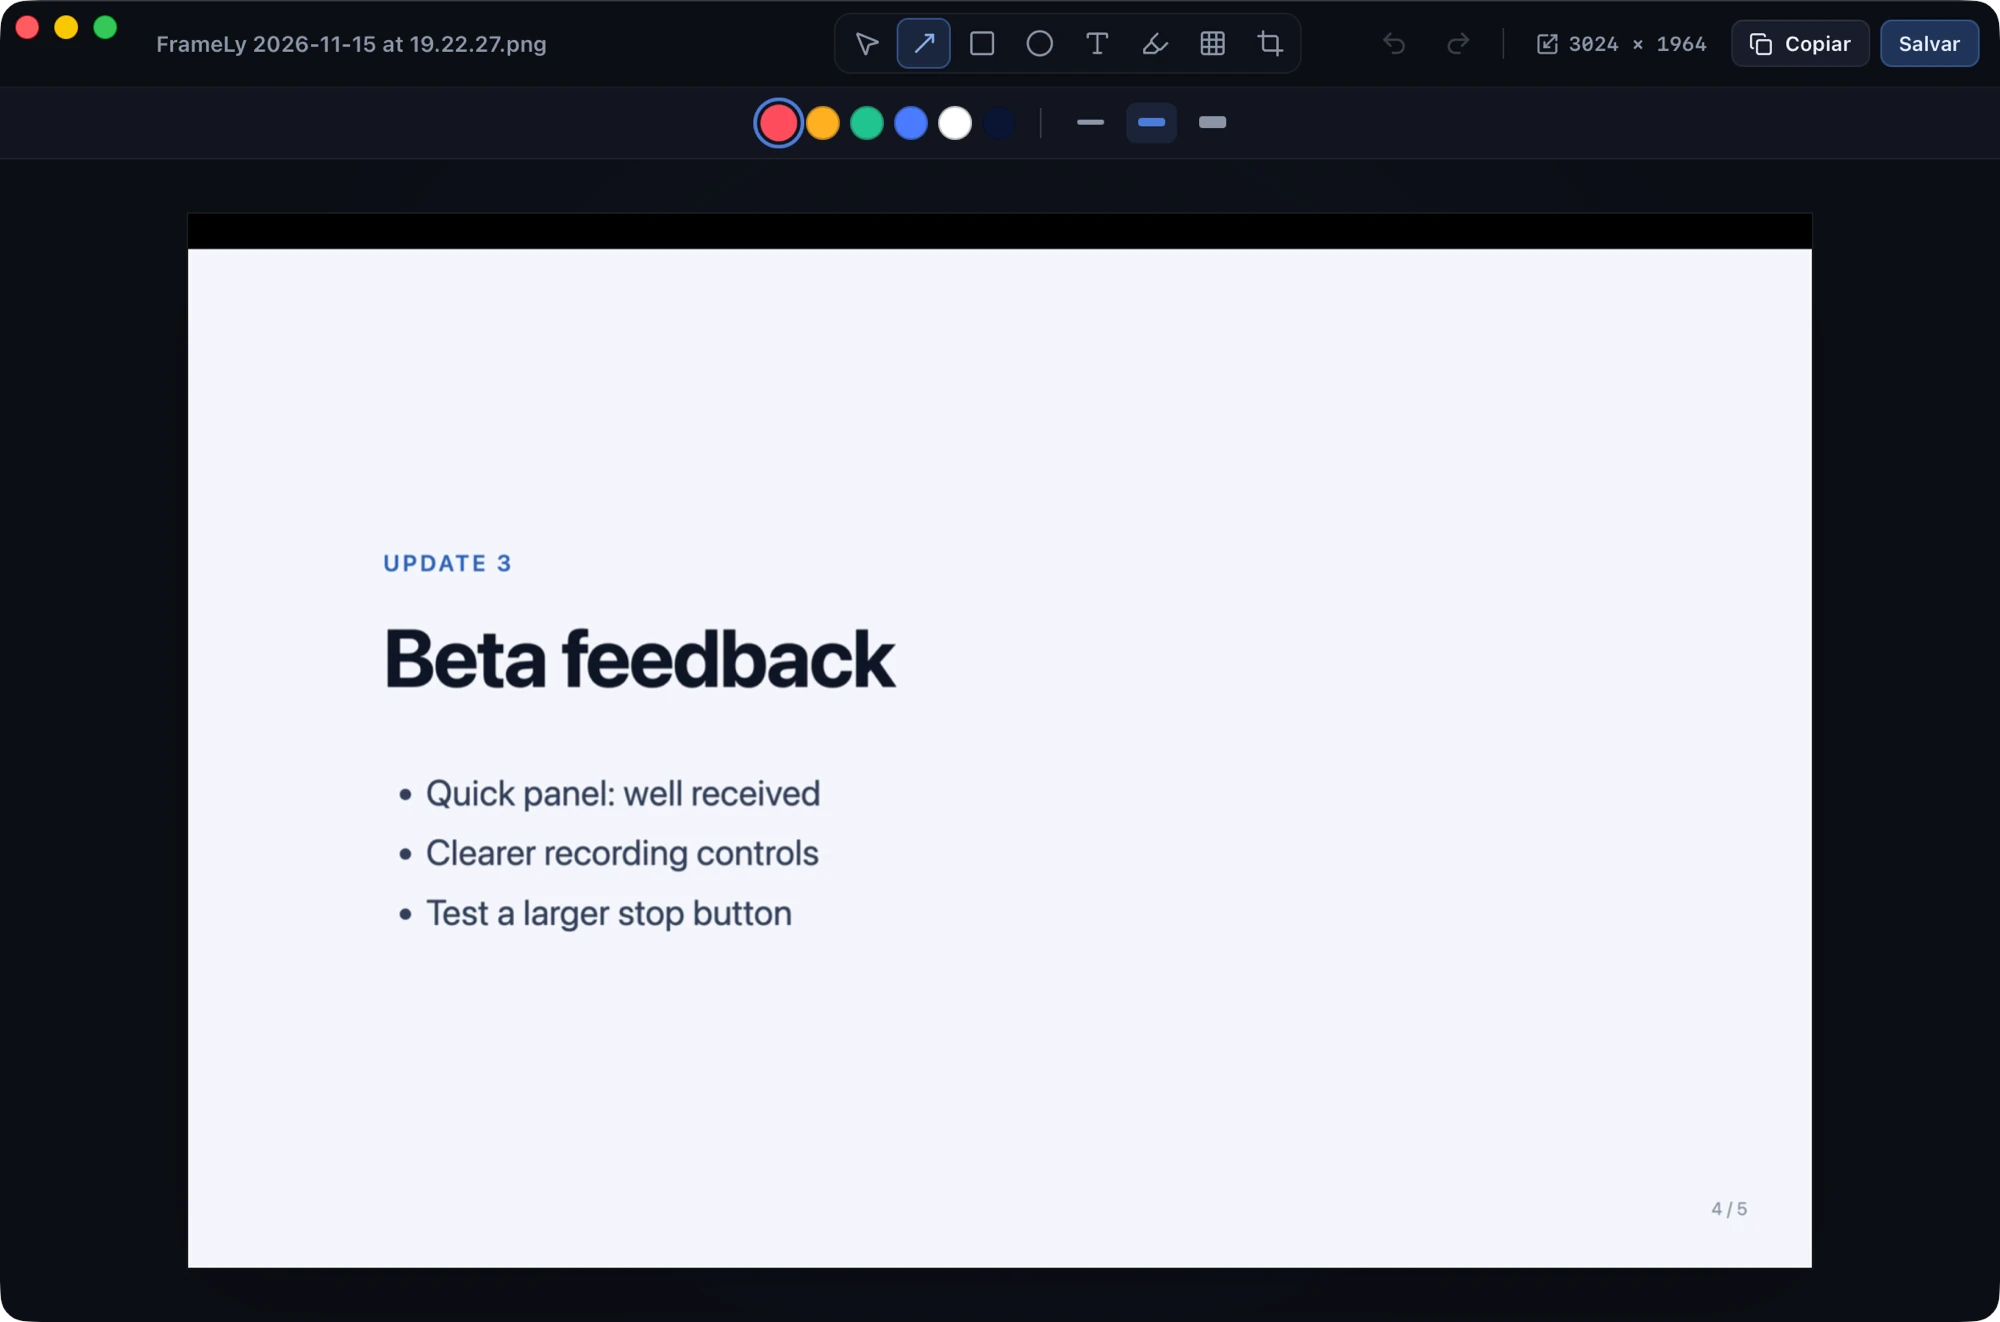 FrameLy 2026-11-15 at 19.22.27.png
3024 × 1964
Copiar
Salvar
UPDATE 3
Beta feedback
• Quick panel: well received
• Clearer recording controls
• Test a larger stop button
4 / 5